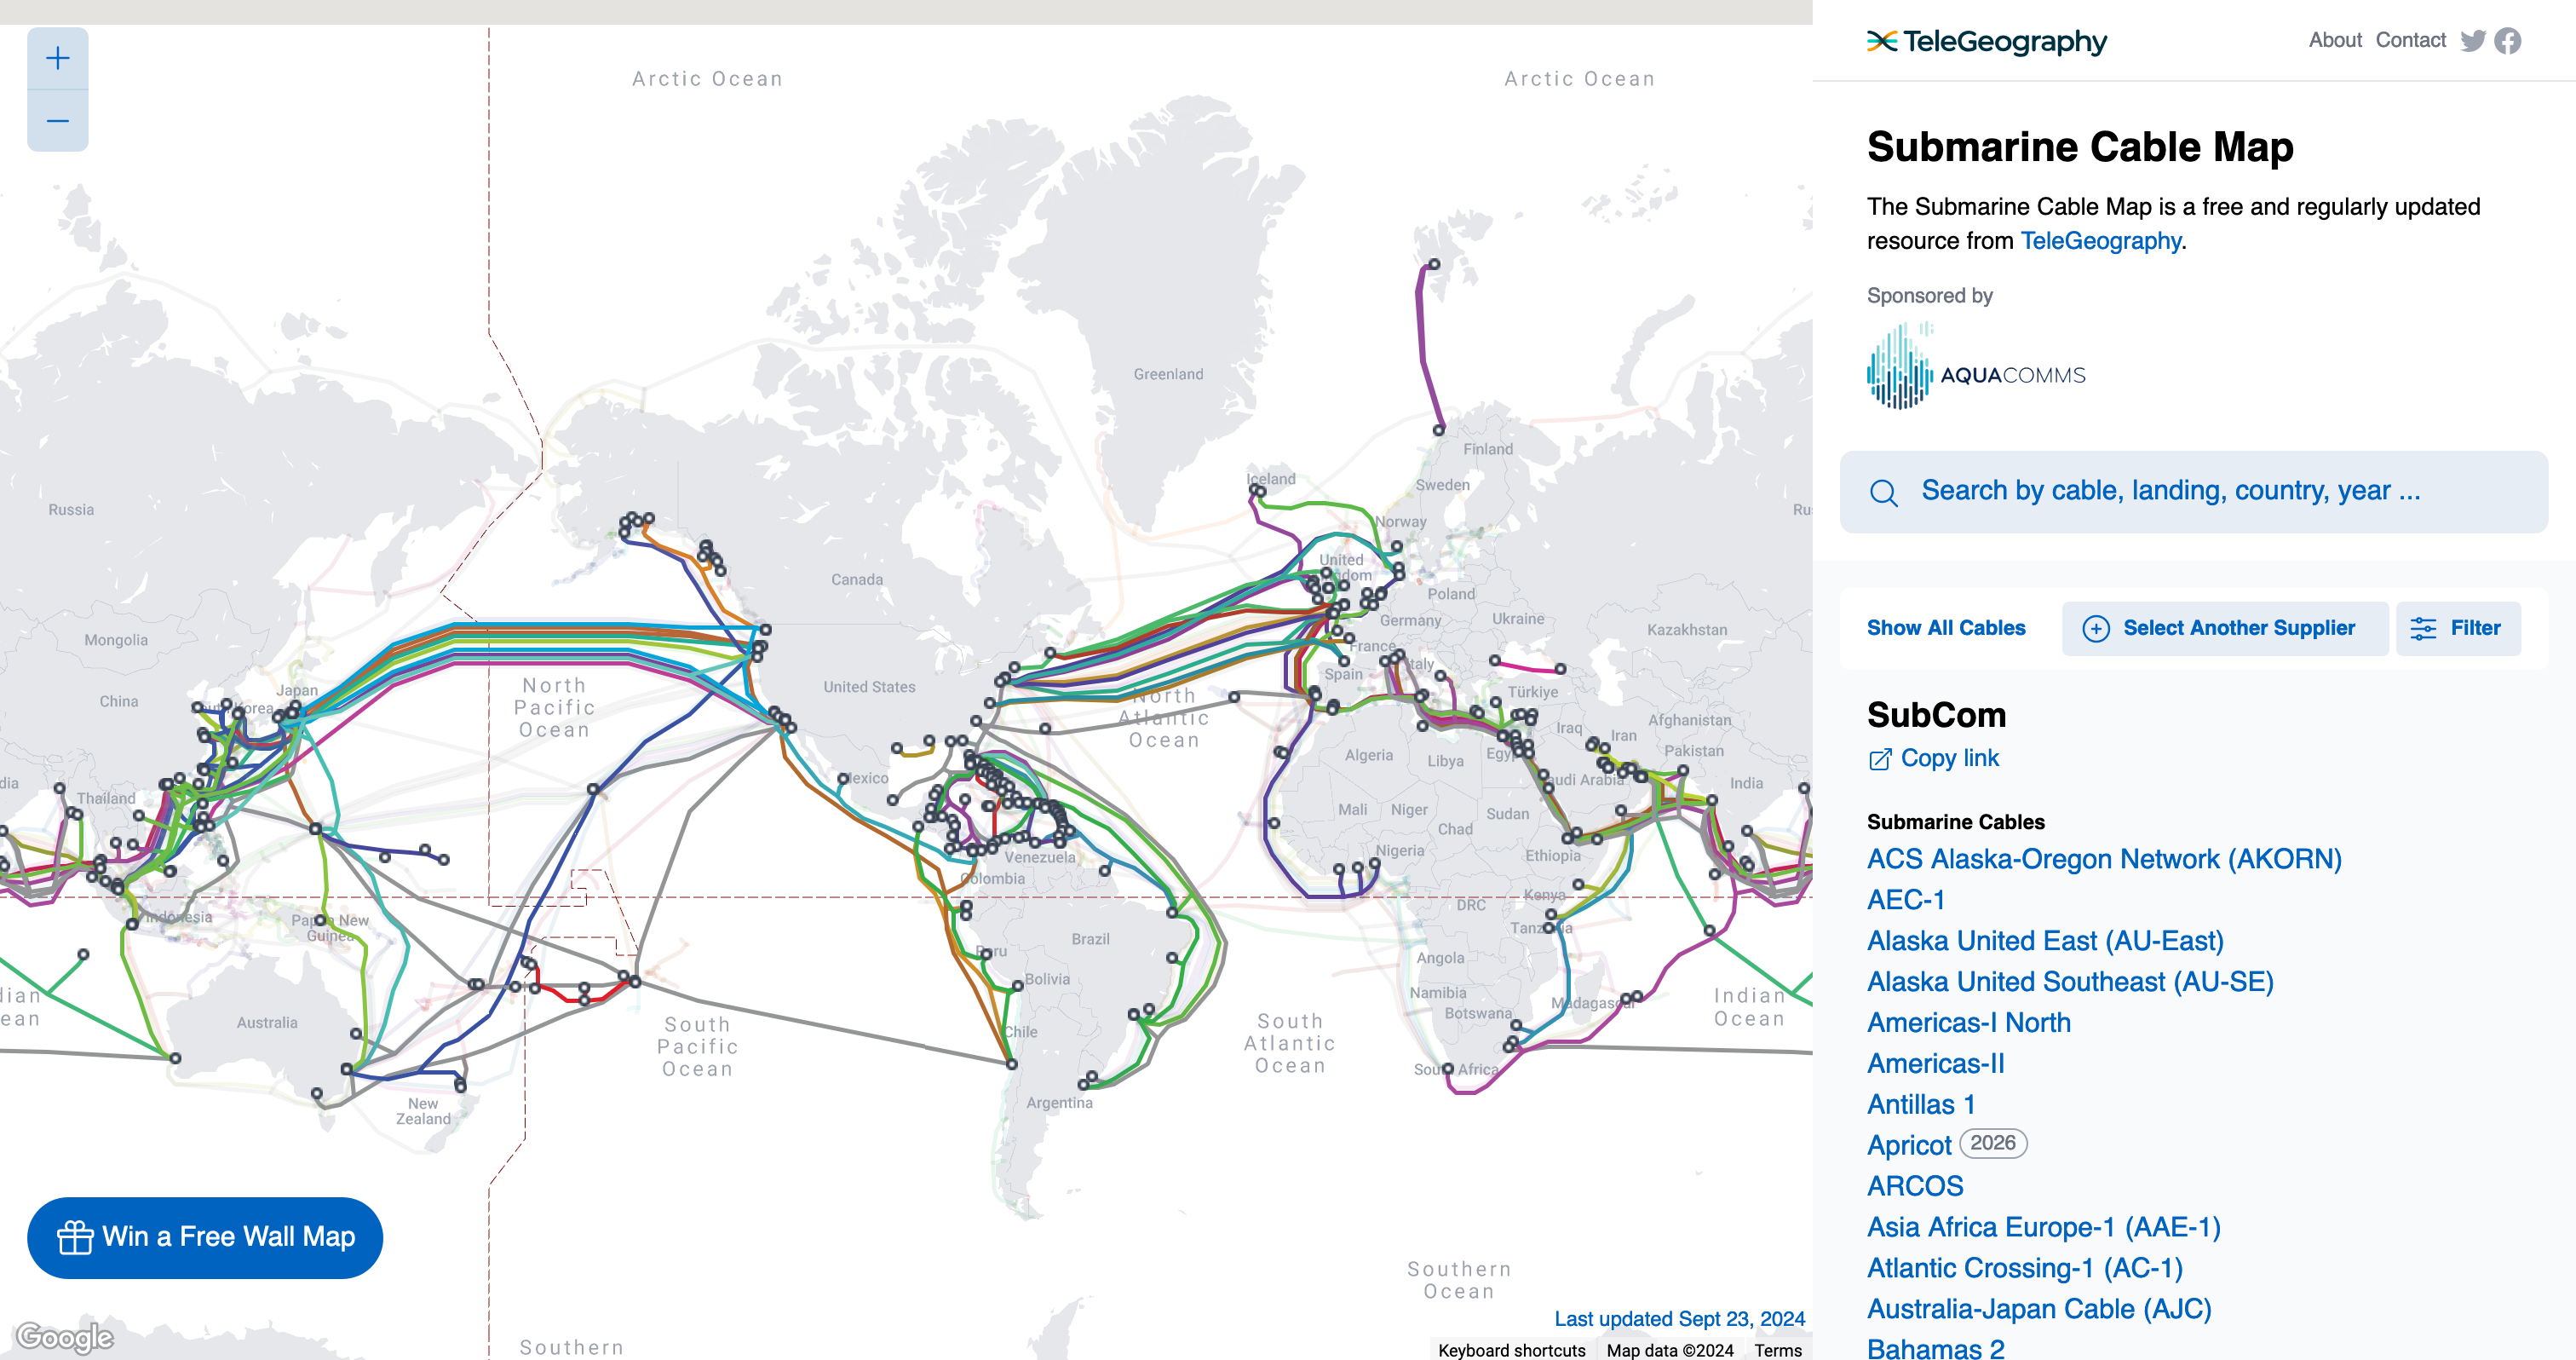 Arctic Ocean
Arctic Ocean
Greenland
Finland
Iceland
Sweden
Russia
Norway
United
Canada
Poland
Mongolia
Germany
Ukraine
Kazakhstan
France
Japan
North
Pacific
Ocean
United States
Spain
Italy
China
Türkiye
North
Atlantic
Ocean
Afghanistan
Iraq
Iran
Algeria
Libya
Pakistan
India
Mexico
Thailand
Mali
Niger
Sudan
Saudi Arabia
Chad
Venezuela
Nigeria
Ethiopia
Colombia
Kenya
DRC
Indonesia
Papua New
Guinea
Brazil
Tanzania
Peru
Angola
Bolivia
Namibia
Madagascar
Botswana
Indian
Ocean
Australia
Chile
South
Pacific
Ocean
South
Atlantic
Ocean
South Africa
New
Zealand
Argentina
Southern
Ocean
Southern
Win a Free Wall Map
Google
Last updated Sept 23, 2024
Keyboard shortcuts
Map data ©2024
Terms
TeleGeography
About
Contact
Submarine Cable Map
The Submarine Cable Map is a free and regularly updated
resource from TeleGeography.
Sponsored by
AQUACOMMS
Search by cable, landing, country, year ...
Show All Cables
Select Another Supplier
Filter
SubCom
Copy link
Submarine Cables
ACS Alaska-Oregon Network (AKORN)
AEC-1
Alaska United East (AU-East)
Alaska United Southeast (AU-SE)
Americas-I North
Americas-II
Antillas 1
Apricot 2026
ARCOS
Asia Africa Europe-1 (AAE-1)
Atlantic Crossing-1 (AC-1)
Australia-Japan Cable (AJC)
Bahamas 2